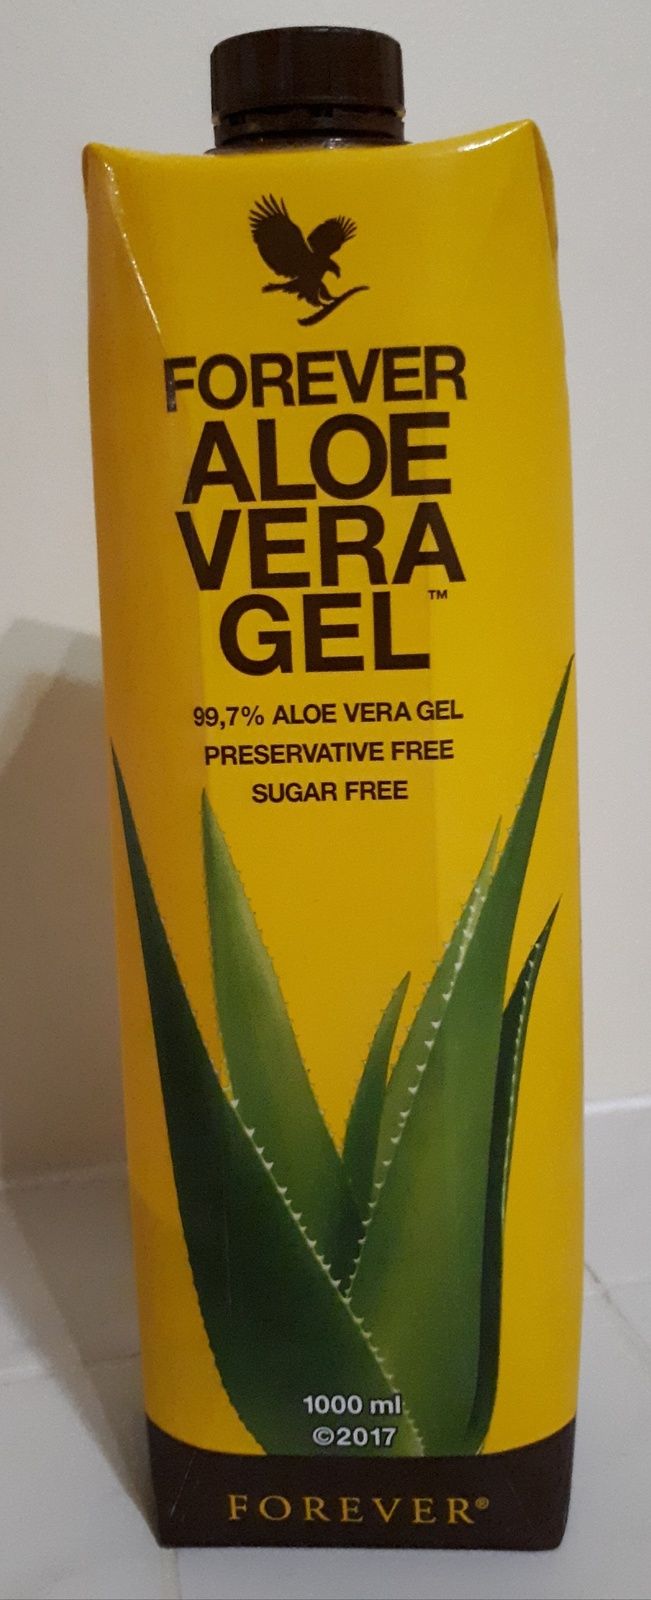 FOREVER
ALOE
VERA
GEL™
99,7% ALOE VERA GEL
PRESERVATIVE FREE
SUGAR FREE
1000 ml
©2017
FOREVER®